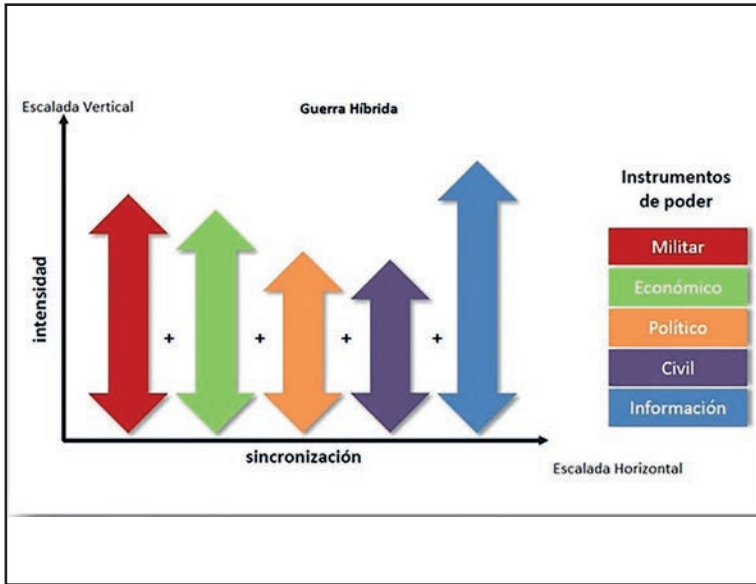 Escalada Vertical
Guerra Híbrida
intensidad
+ + + +
sincronización
Escalada Horizontal
Instrumentos
de poder
Militar
Económico
Político
Civil
Información